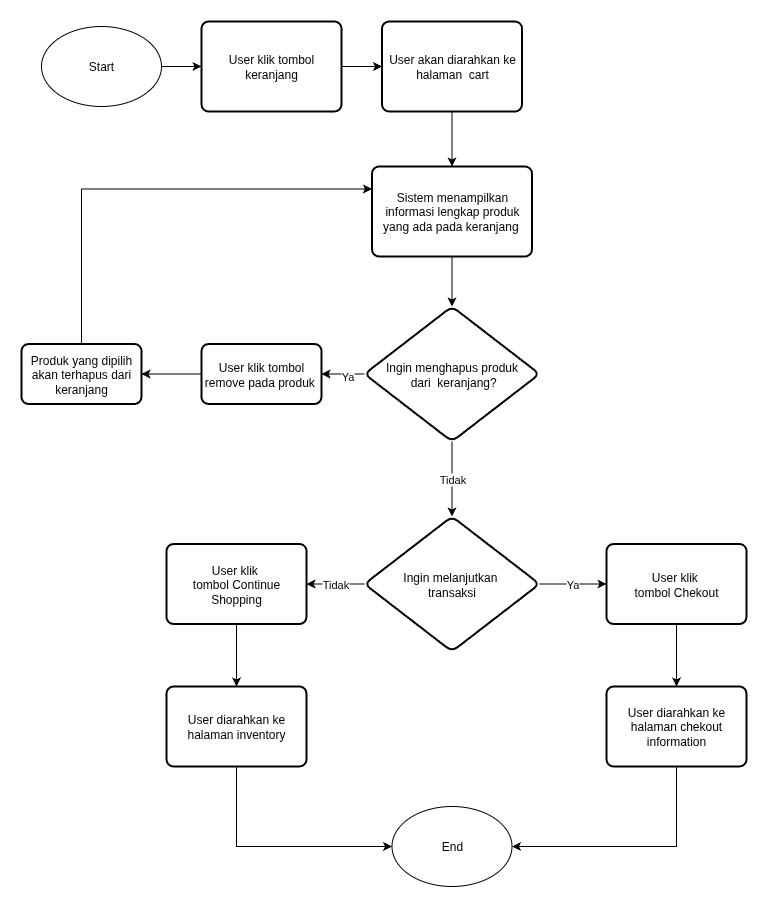 Start
User klik tombol
keranjang
User akan diarahkan ke
halaman  cart
Sistem menampilkan
informasi lengkap produk
yang ada pada keranjang
Produk yang dipilih
akan terhapus dari
keranjang
User klik tombol
remove pada produk
Ya
Ingin menghapus produk
dari  keranjang?
Tidak
User klik
tombol Continue
Shopping
Tidak
Ingin melanjutkan
transaksi
Ya
User klik
tombol Chekout
User diarahkan ke
halaman inventory
User diarahkan ke
halaman chekout
information
End